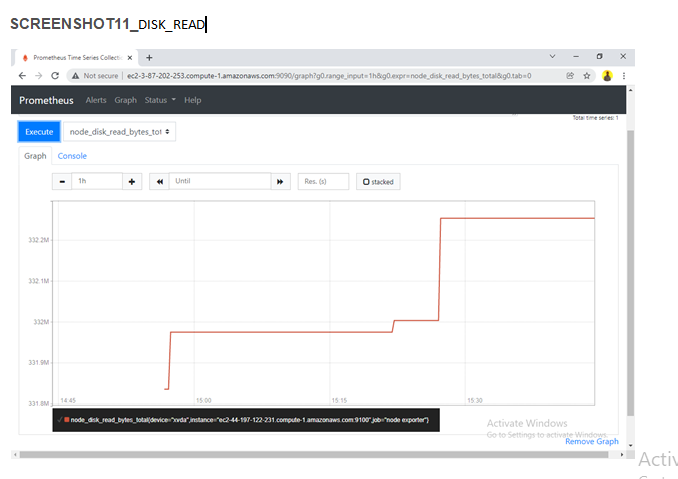 SCREENSHOT11_DISK_READ
Prometheus Time Series Collectio
Not secure | ec2-3-87-202-253.compute-1.amazonaws.com:9090/graph?g0.range_input=1h&g0.expr=node_disk_read_bytes_total&g0.tab=0
Prometheus Alerts Graph Status Help
Total time series: 1
Execute node_disk_read_bytes_tot
Graph Console
1h Until Res. (s) stacked
332.2M
332.1M
332M
331.9M
331.8M
14:45 15:00 15:15 15:30
node_disk_read_bytes_total{device="xvda",instance="ec2-44-197-122-231.compute-1.amazonaws.com:9100",job="node exporter"}
Activate Windows
Go to Settings to activate Windows.
Remove Graph
Activ